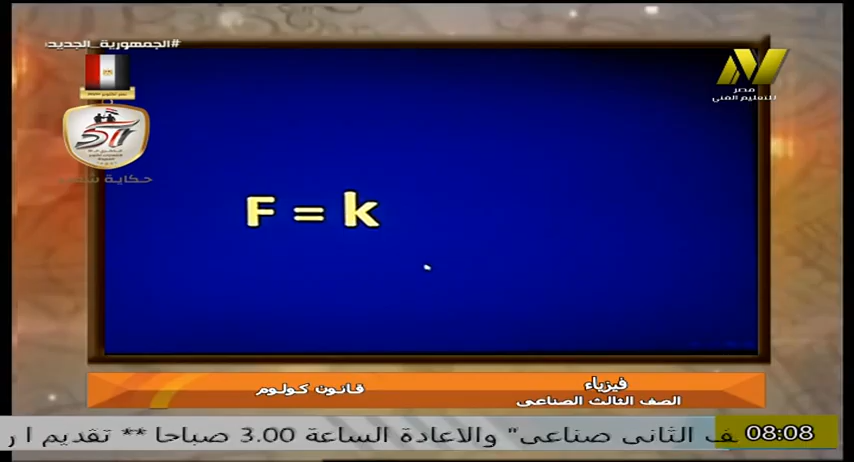 #الجمهورية_الجديدة
مصر
للتعليم الفنى
حكاية
F = k
فيزياء
الصف الثالث الصناعى
قانون كولوم
الثانى صناعى" والاعادة الساعة 3.00 صباحا ** تقديم
08:08